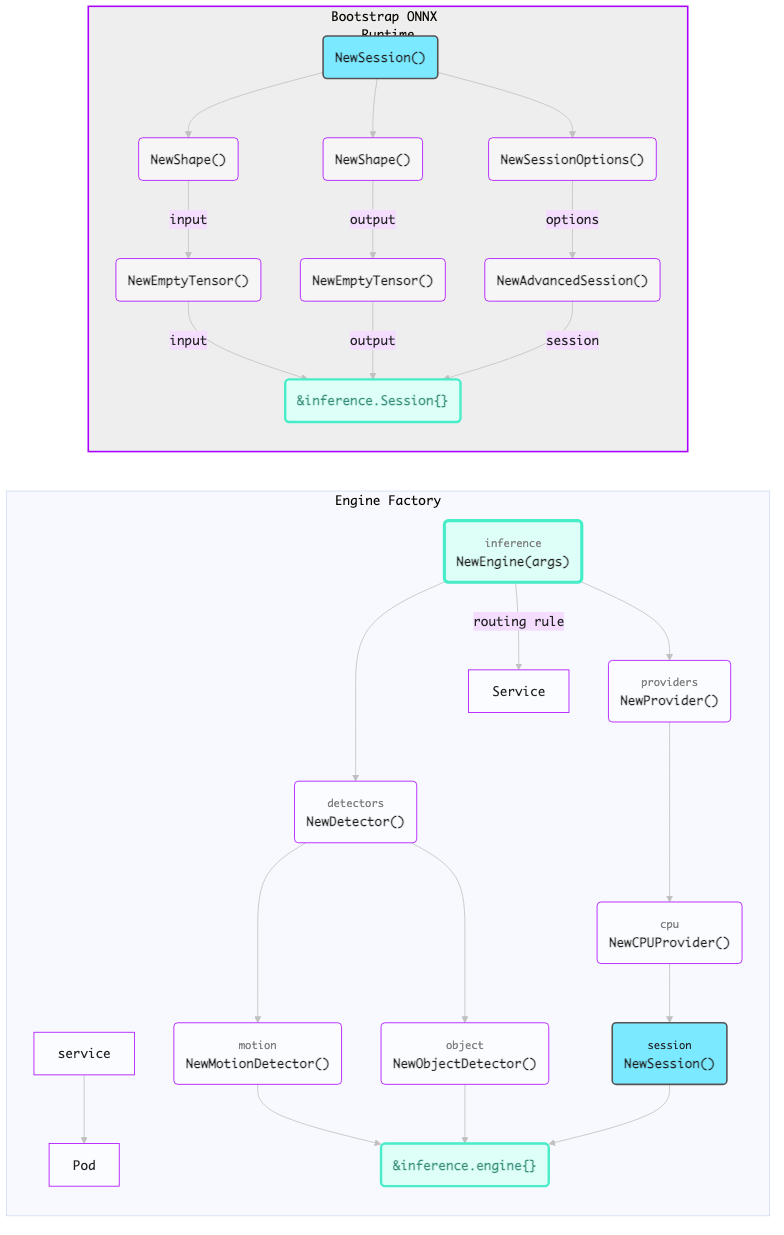 Bootstrap ONNX
Runtime
NewSession()
NewShape()
NewShape()
NewSessionOptions()
input
output
options
NewEmptyTensor()
NewEmptyTensor()
NewAdvancedSession()
input
output
session
&inference.Session{}
Engine Factory
inference
NewEngine(args)
routing rule
Service
providers
NewProvider()
detectors
NewDetector()
cpu
NewCPUProvider()
service
motion
NewMotionDetector()
object
NewObjectDetector()
session
NewSession()
Pod
&inference.engine{}